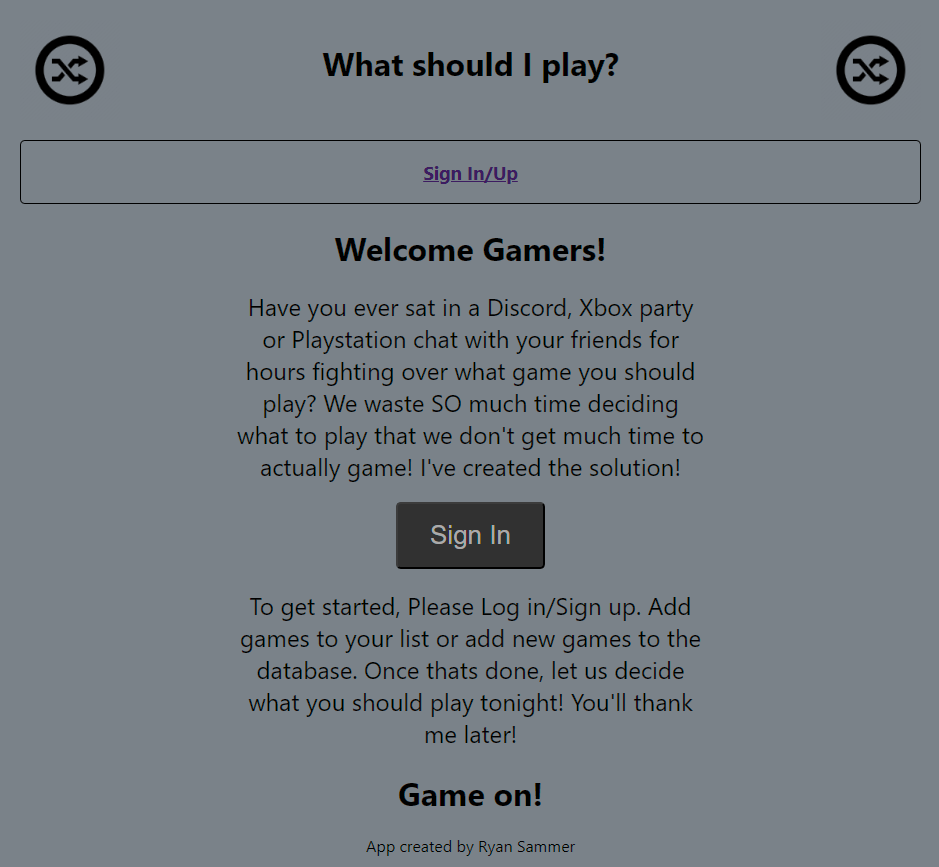 What should I play?
Sign In/Up
Welcome Gamers!
Have you ever sat in a Discord, Xbox party
or Playstation chat with your friends for
hours fighting over what game you should
play? We waste SO much time deciding
what to play that we don't get much time to
actually game! I've created the solution!
Sign In
To get started, Please Log in/Sign up. Add
games to your list or add new games to the
database. Once thats done, let us decide
what you should play tonight! You'll thank
me later!
Game on!
App created by Ryan Sammer